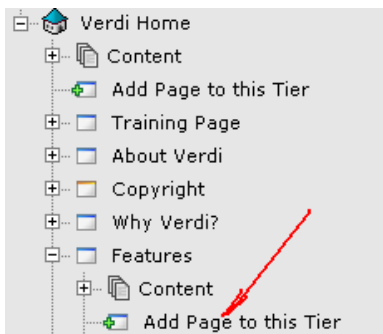 Verdi Home
Content
Add Page to this Tier
Training Page
About Verdi
Copyright
Why Verdi?
Features
Content
Add Page to this Tier